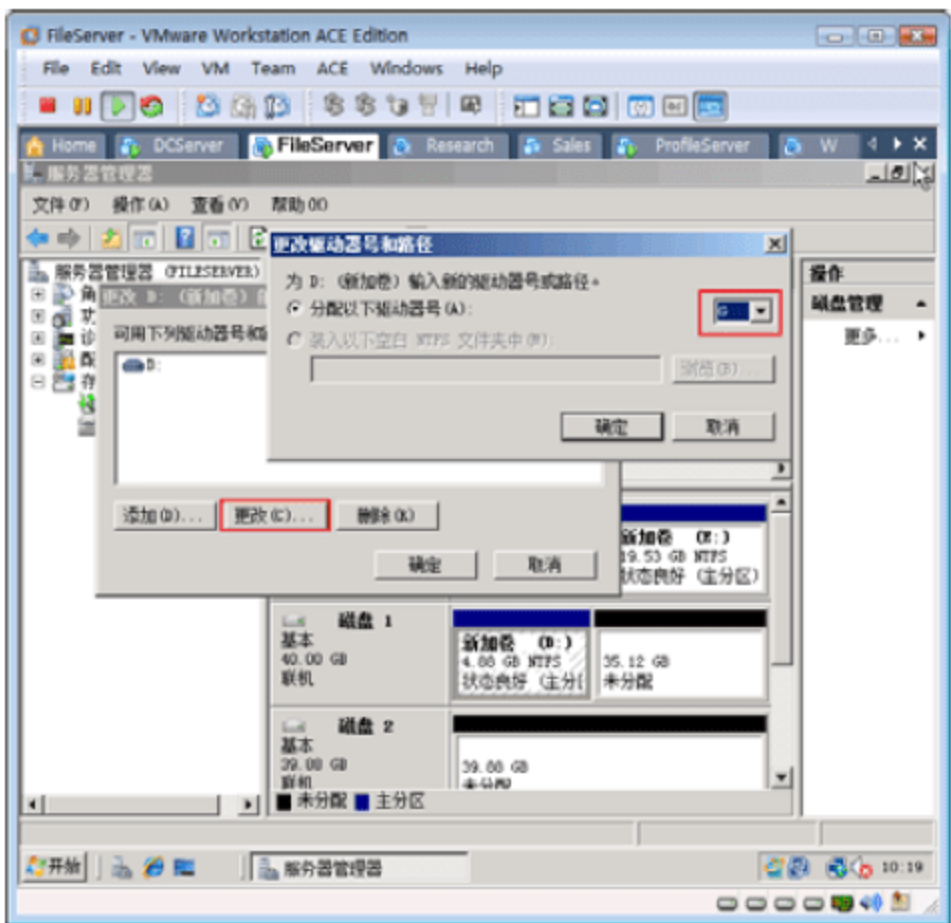 FileServer - VMware Workstation ACE Edition
File Edit View VM Team ACE Windows Help
Home DCServer FileServer Research Sales ProfileServer W
服务器管理器
文件(F) 操作(A) 查看(V) 帮助(H)
更改驱动器号和路径
服务器管理器 (FILESERVER)
角
功
诊
配
存
更改 D: (新加卷)
可用下列驱动器号和
D:
添加(D)... 更改(C)... 删除(R)
确定 取消
为 D: (新加卷) 输入新的驱动器号或路径。
分配以下驱动器号(A):
G
装入以下空白 NTFS 文件夹中(M):
浏览(B)...
确定 取消
操作
磁盘管理
更多...
新加卷 (E:)
19.53 GB NTFS
状态良好 (主分区)
磁盘 1
基本
40.00 GB
联机
新加卷 (D:)
4.88 GB NTFS
状态良好 (主分
35.12 GB
未分配
磁盘 2
基本
39.88 GB
联机
39.88 GB
未分配
未分配 主分区
开始 服务器管理器 10:19